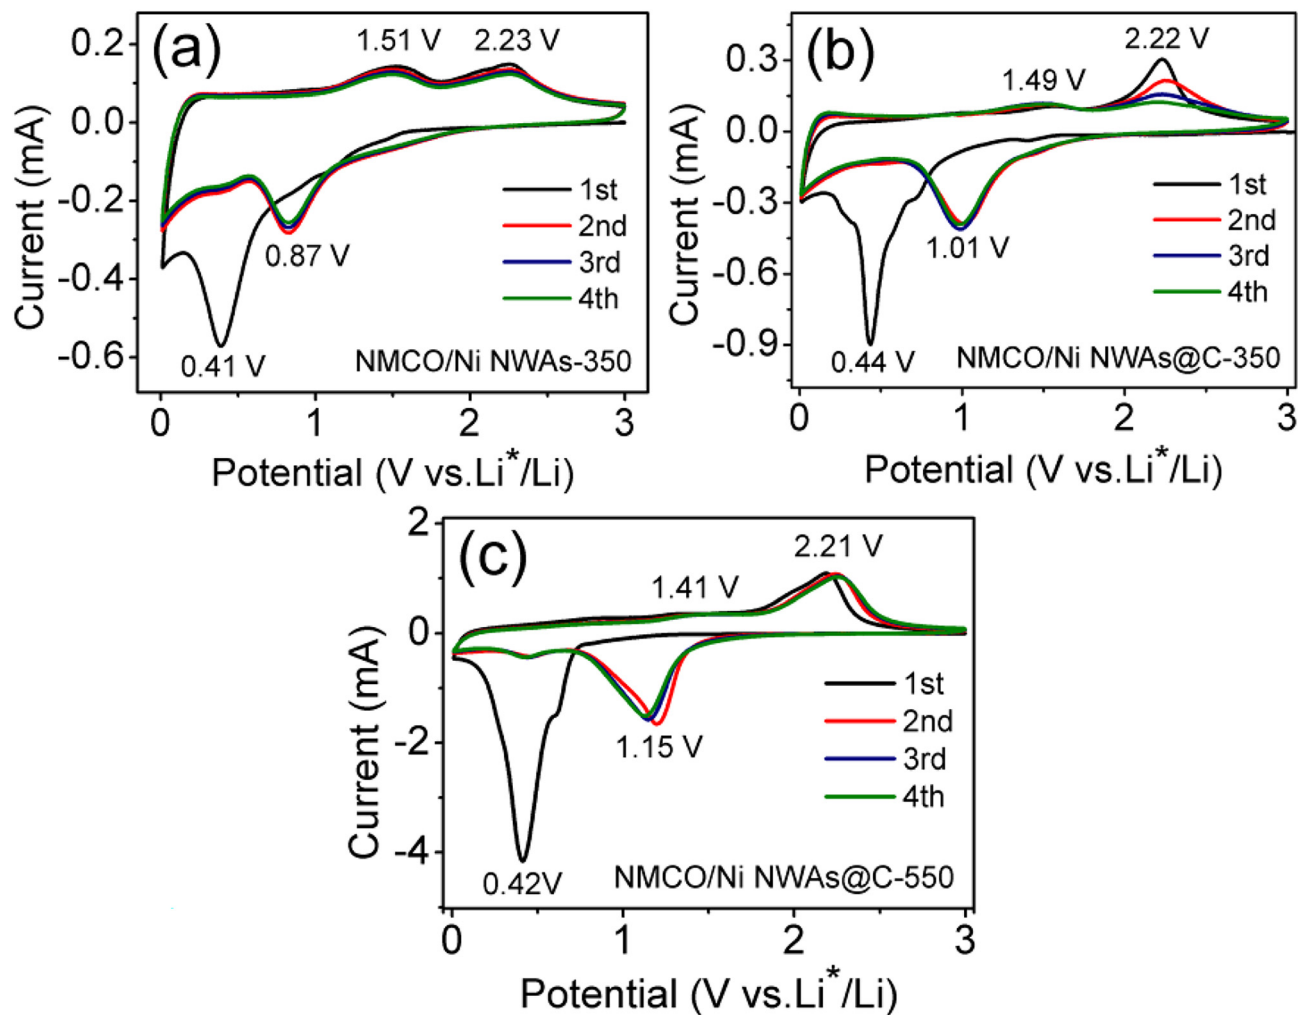 (a)
1.51 V
2.23 V
0.2
0.0
-0.2
-0.4
-0.6
Current (mA)
1st
2nd
3rd
4th
0.87 V
0.41 V
NMCO/Ni NWAs-350
0
1
2
3
Potential (V vs.Li*/Li)
(b)
2.22 V
1.49 V
0.3
0.0
-0.3
-0.6
-0.9
Current (mA)
1st
2nd
3rd
4th
1.01 V
0.44 V
NMCO/Ni NWAs@C-350
0
1
2
3
Potential (V vs.Li*/Li)
(c)
2.21 V
1.41 V
2
0
-2
-4
Current (mA)
1st
2nd
3rd
4th
1.15 V
0.42V
NMCO/Ni NWAs@C-550
0
1
2
3
Potential (V vs.Li*/Li)